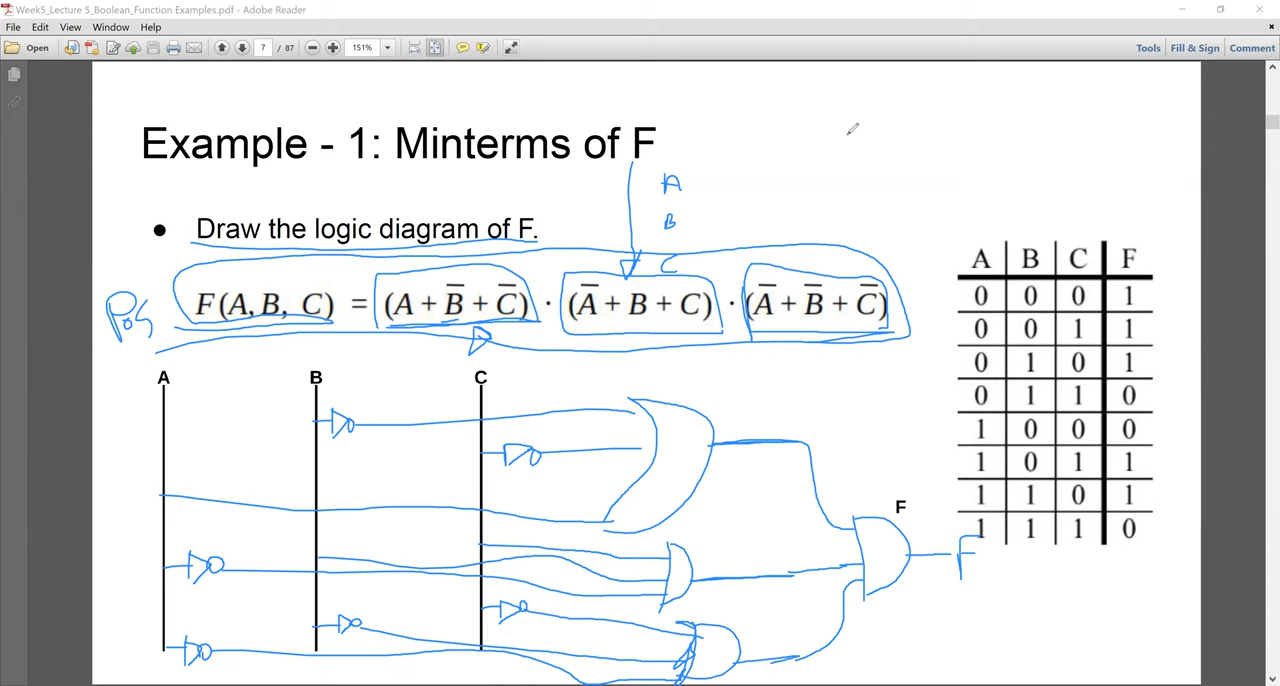 Week5_Lecture 5_Boolean_Function Examples.pdf - Adobe Reader
File Edit View Window Help
Open 7 / 87 151% Tools Fill & Sign Comment
Example - 1: Minterms of F
A
B
C
● Draw the logic diagram of F.
POS F(A, B, C) = (A + B̅ + C̅) · (A̅ + B + C) · (A̅ + B̅ + C̅)
A B C
F
F
A B C F
0 0 0 1
0 0 1 1
0 1 0 1
0 1 1 0
1 0 0 0
1 0 1 1
1 1 0 1
1 1 1 0